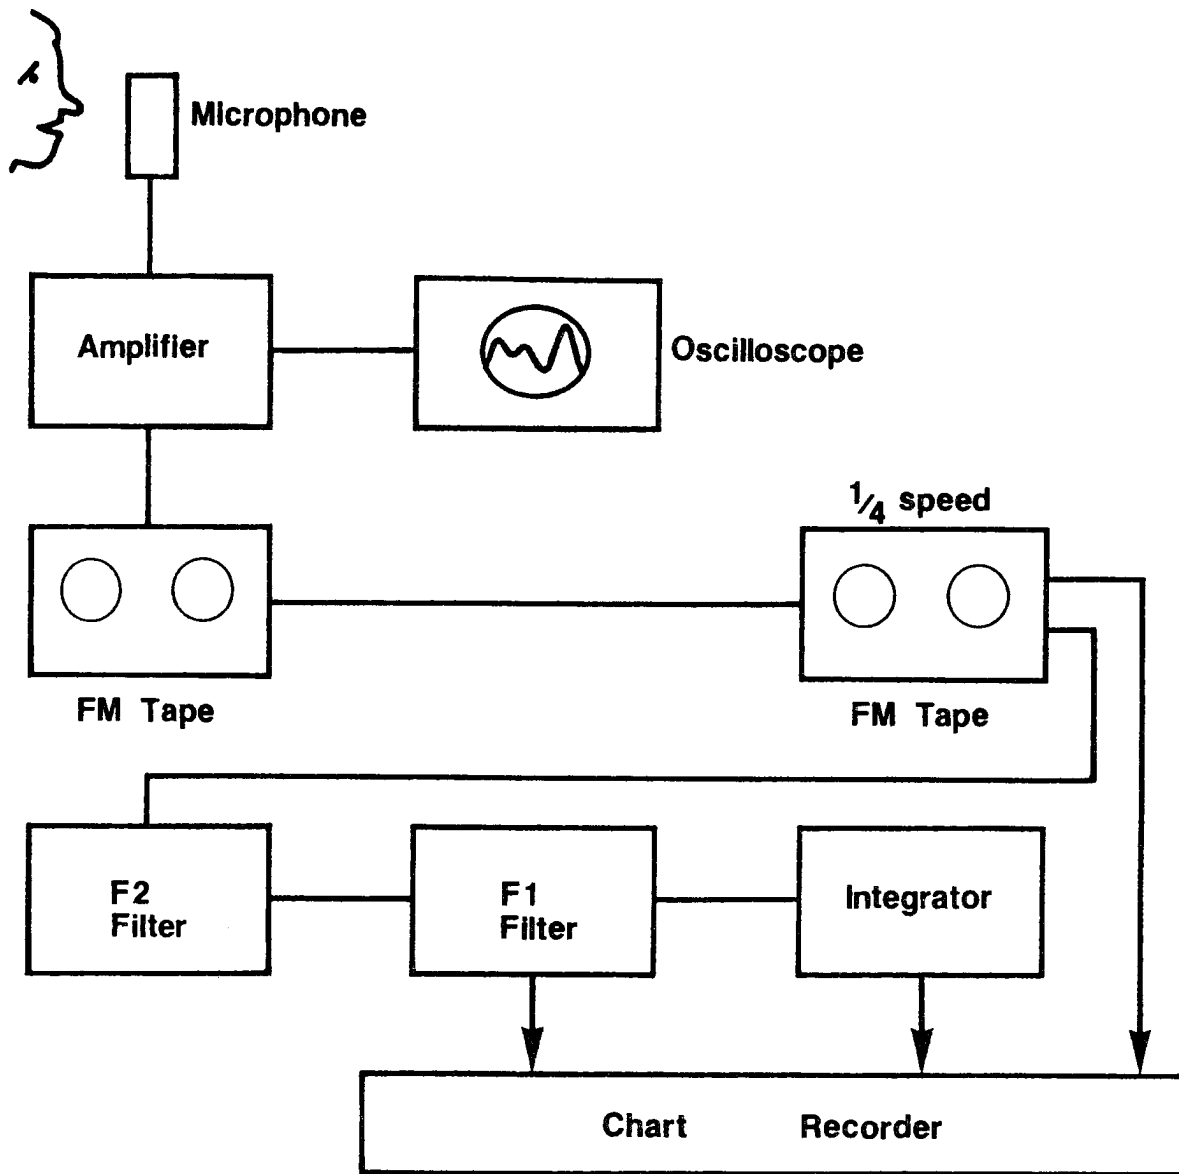 Microphone
Amplifier
Oscilloscope
1/4 speed
FM Tape
FM Tape
F2
Filter
F1
Filter
Integrator
Chart Recorder